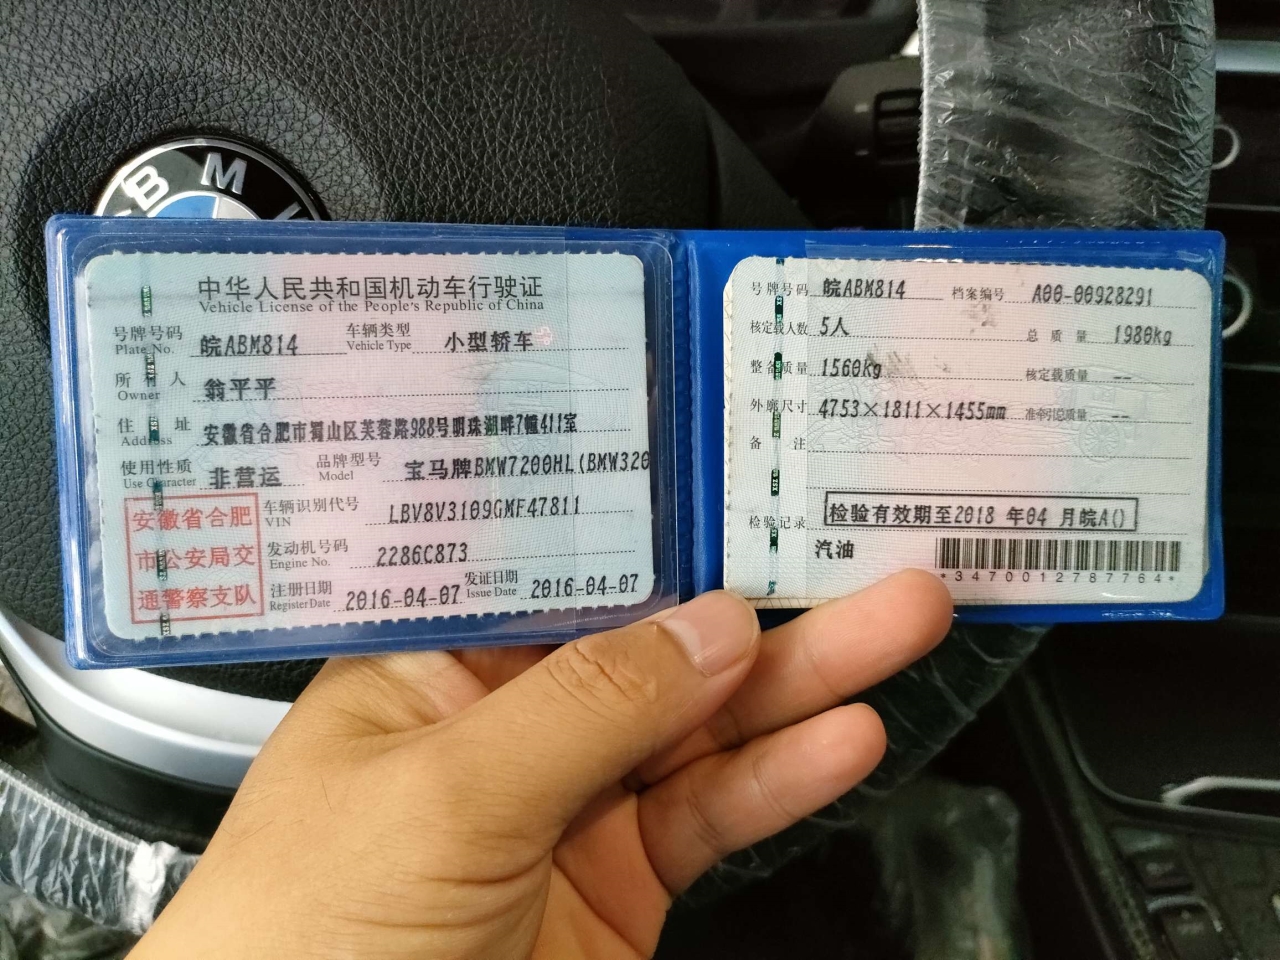 BM
中华人民共和国机动车行驶证
Vehicle License of the People's Republic of China
号牌号码 皖ABM814 车辆类型 小型轿车
Plate No. Vehicle Type
所有人 翁平平
Owner
住址 安徽省合肥市蜀山区芙蓉路988号明珠湖畔7幢411室
Address
使用性质 非营运 品牌型号 宝马牌BMW7200HL(BMW320
Use Character Model
安徽省合肥
市公安局交
通警察支队
车辆识别代号 LBV8V3109GMF47811
VIN
发动机号码 2286C873
Engine No.
注册日期 2016-04-07 发证日期 2016-04-07
Register Date Issue Date
号牌号码 皖ABM814 档案编号 A00-00928291
核定载人数 5人 总质量 1980kg
整备质量 1560kg 核定载质量 --
外廓尺寸 4753×1811×1455mm 准牵引总质量 --
备注
检验记录 检验有效期至2018 年04 月皖A()
汽油
*3470012787764*